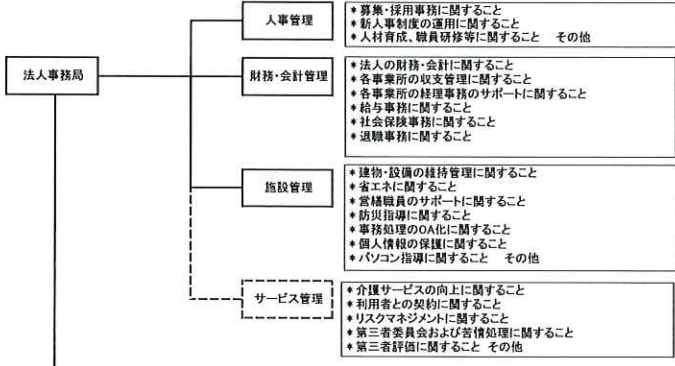 人事管理
＊募集・採用事務に関すること
＊新人事制度の運用に関すること
＊人材育成、職員研修等に関すること　その他
法人事務局
財務・会計管理
＊法人の財務・会計に関すること
＊各事業所の収支管理に関すること
＊各事業所の経理事務のサポートに関すること
＊給与事務に関すること
＊社会保険事務に関すること
＊退職事務に関すること
施設管理
＊建物・設備の維持管理に関すること
＊省エネに関すること
＊営繕職員のサポートに関すること
＊防災指導に関すること
＊事務処理のOA化に関すること
＊個人情報の保護に関すること
＊パソコン指導に関すること　その他
サービス管理
＊介護サービスの向上に関すること
＊利用者との契約に関すること
＊リスクマネジメントに関すること
＊第三者委員会および苦情処理に関すること
＊第三者評価に関すること その他